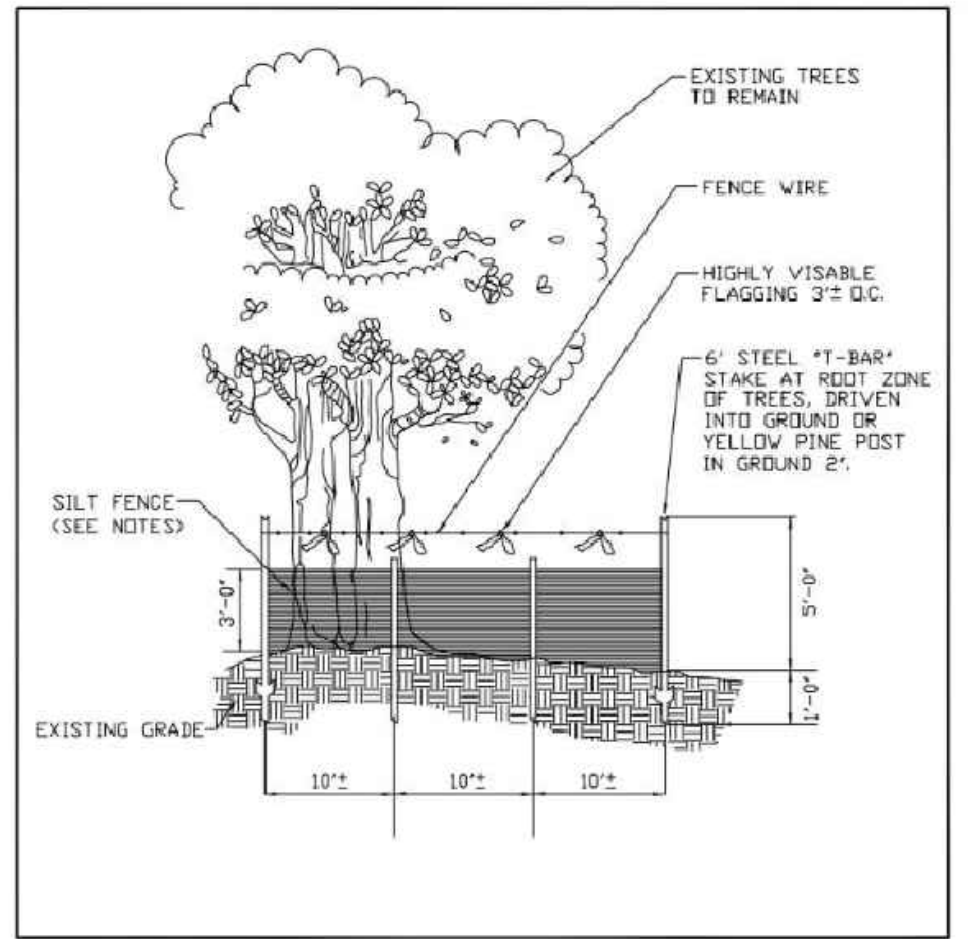 EXISTING TREES
TO REMAIN
FENCE WIRE
HIGHLY VISABLE
FLAGGING 3'± O.C.
6' STEEL "T-BAR"
STAKE AT ROOT ZONE
OF TREES, DRIVEN
INTO GROUND OR
YELLOW PINE POST
IN GROUND 2'.
SILT FENCE
(SEE NOTES)
3'-0"
5'-0"
1'-0"
EXISTING GRADE
10'±
10'±
10'±